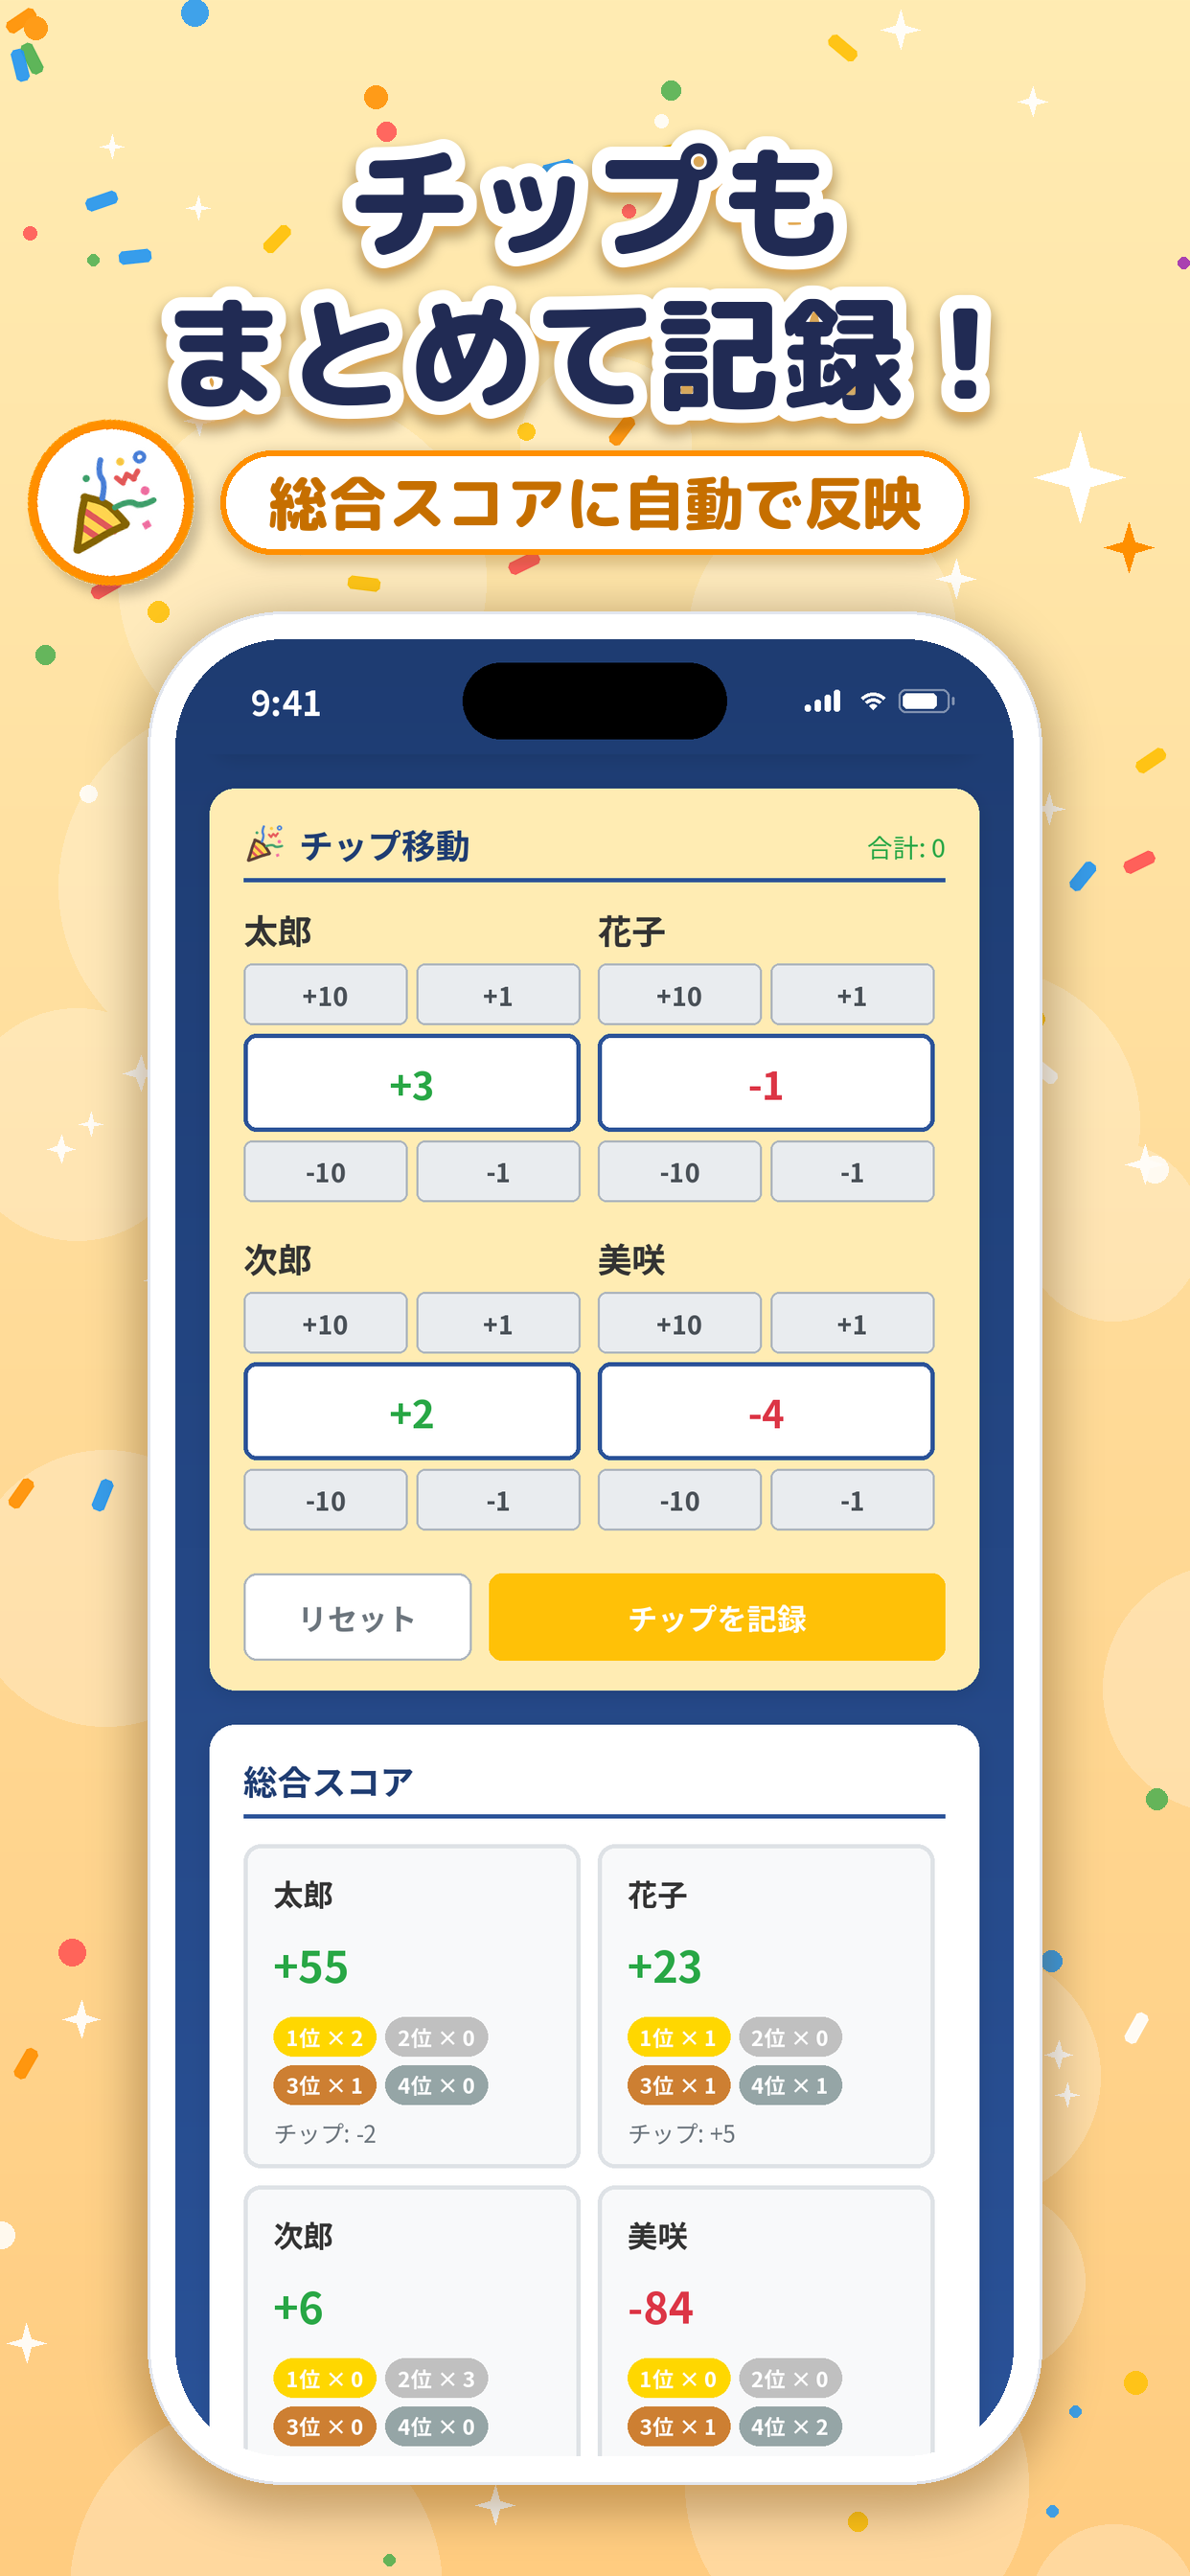 チップも
まとめて記録！
総合スコアに自動で反映
9:41
チップ移動
合計: 0
太郎 花子
+10 +1 +10 +1
+3 -1
-10 -1 -10 -1
次郎 美咲
+10 +1 +10 +1
+2 -4
-10 -1 -10 -1
リセット チップを記録
総合スコア
太郎
+55
1位 × 2 2位 × 0
3位 × 1 4位 × 0
チップ: -2
花子
+23
1位 × 1 2位 × 0
3位 × 1 4位 × 1
チップ: +5
次郎
+6
1位 × 0 2位 × 3
3位 × 0 4位 × 0
美咲
-84
1位 × 0 2位 × 0
3位 × 1 4位 × 2